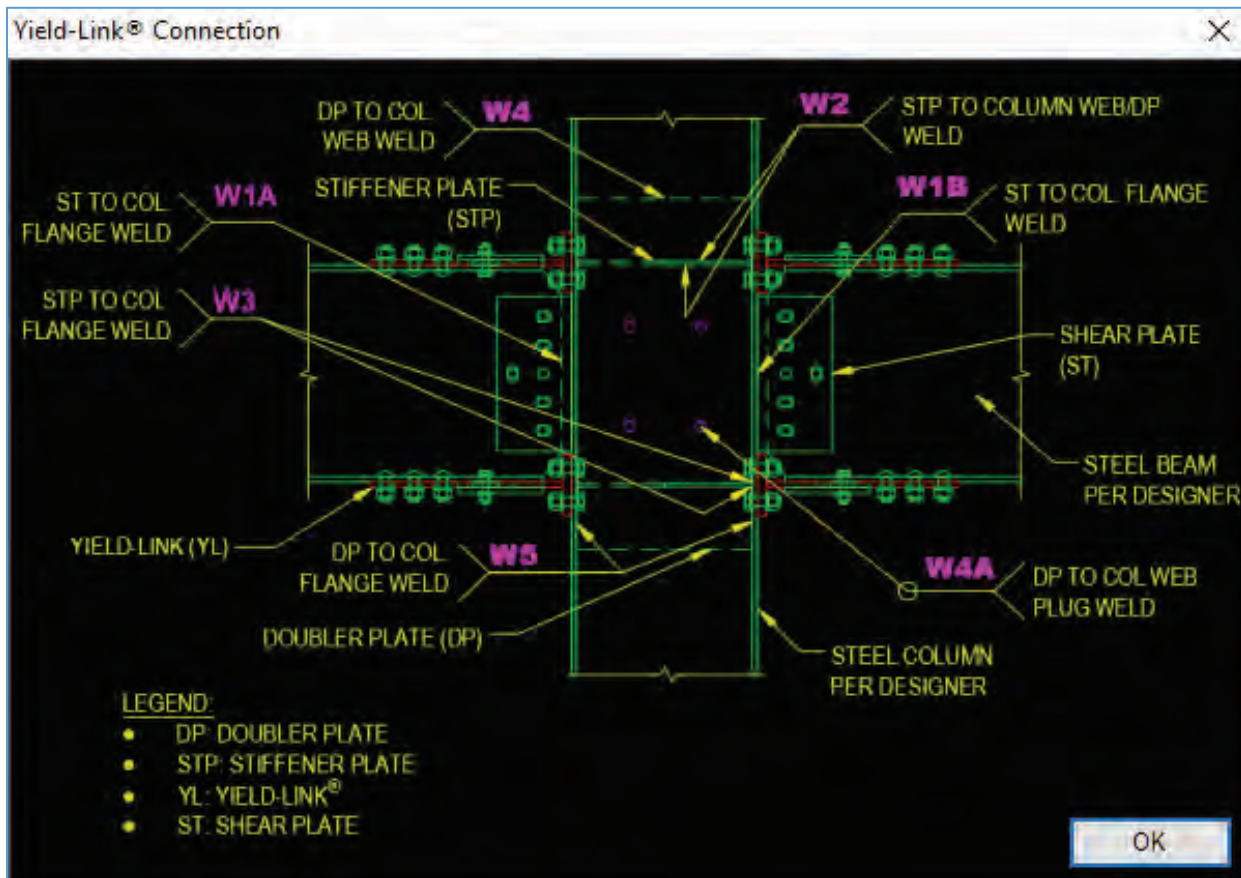 Yield-Link® Connection
DP TO COL.
WEB WELD
W4
W2
STP TO COLUMN WEB/DP
WELD
STIFFENER PLATE
(STP)
ST TO COL.
FLANGE WELD
W1A
W1B
ST TO COL. FLANGE
WELD
STP TO COL.
FLANGE WELD
W3
SHEAR PLATE
(ST)
STEEL BEAM
PER DESIGNER
YIELD-LINK (YL)
DP TO COL.
FLANGE WELD
W5
W4A
DP TO COL WEB
PLUG WELD
DOUBLER PLATE (DP)
STEEL COLUMN
PER DESIGNER
LEGEND:
• DP: DOUBLER PLATE
• STP: STIFFENER PLATE
• YL: YIELD-LINK®
• ST: SHEAR PLATE
OK